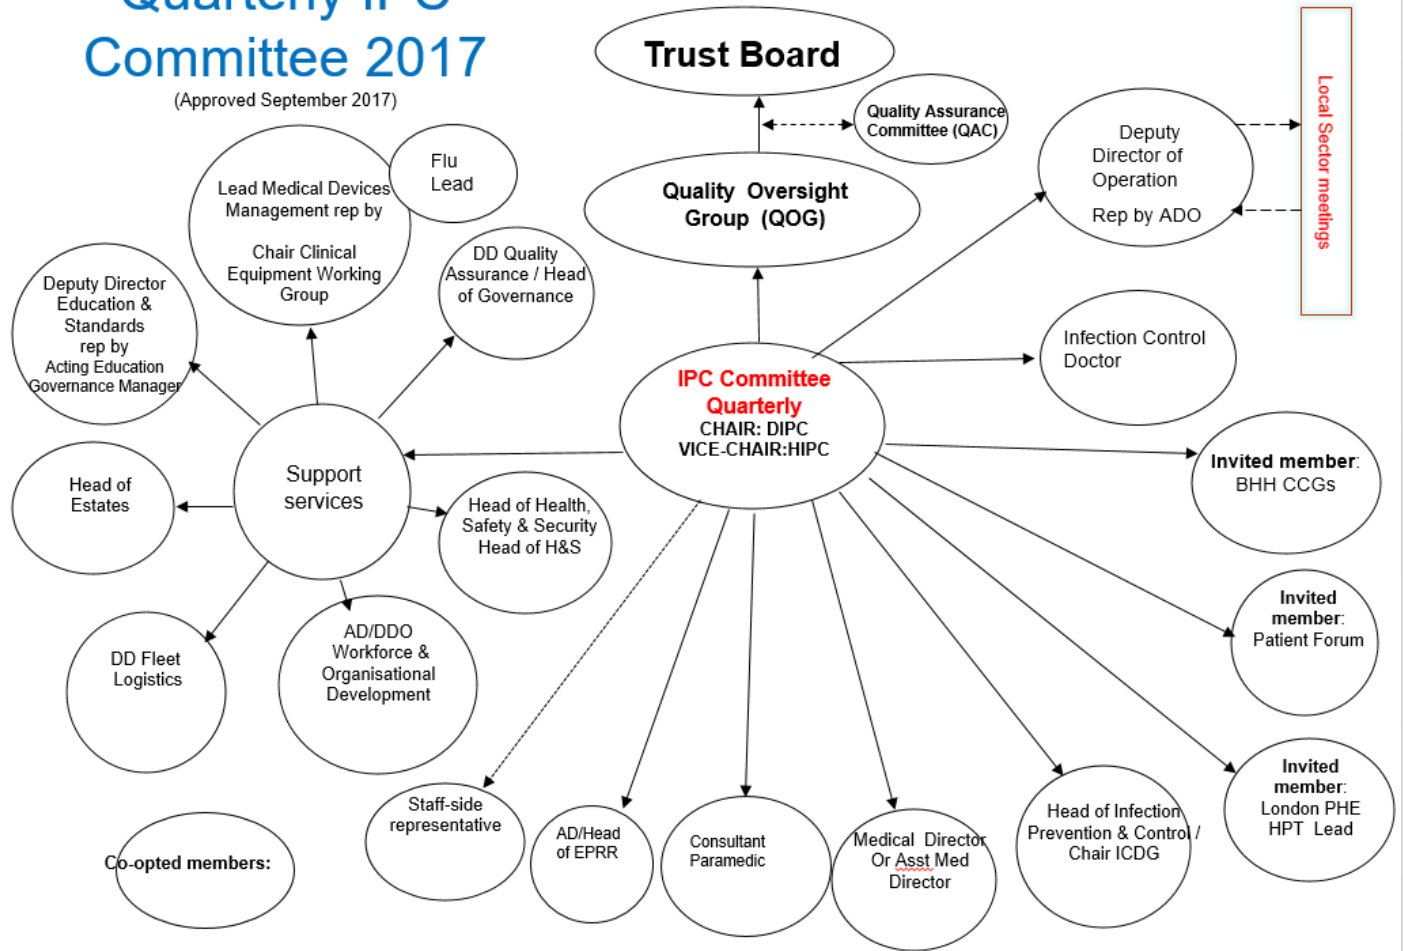 Quarterly IPC
Committee 2017
(Approved September 2017)
Trust Board
Quality Assurance
Committee (QAC)
Quality Oversight
Group (QOG)
Deputy
Director of
Operation
Rep by ADO
Local Sector meetings
Flu
Lead
Lead Medical Devices
Management rep by
Chair Clinical
Equipment Working
Group
DD Quality
Assurance / Head
of Governance
Deputy Director
Education &
Standards
rep by
Acting Education
Governance Manager
Infection Control
Doctor
IPC Committee
Quarterly
CHAIR: DIPC
VICE-CHAIR:HIPC
Invited member:
BHH CCGs
Support
services
Head of
Estates
Head of Health,
Safety & Security
Head of H&S
Invited
member:
Patient Forum
DD Fleet
Logistics
AD/DDO
Workforce &
Organisational
Development
Invited
member:
London PHE
HPT Lead
Co-opted members:
Staff-side
representative
AD/Head
of EPRR
Consultant
Paramedic
Medical Director
Or Asst Med
Director
Head of Infection
Prevention & Control /
Chair ICDG